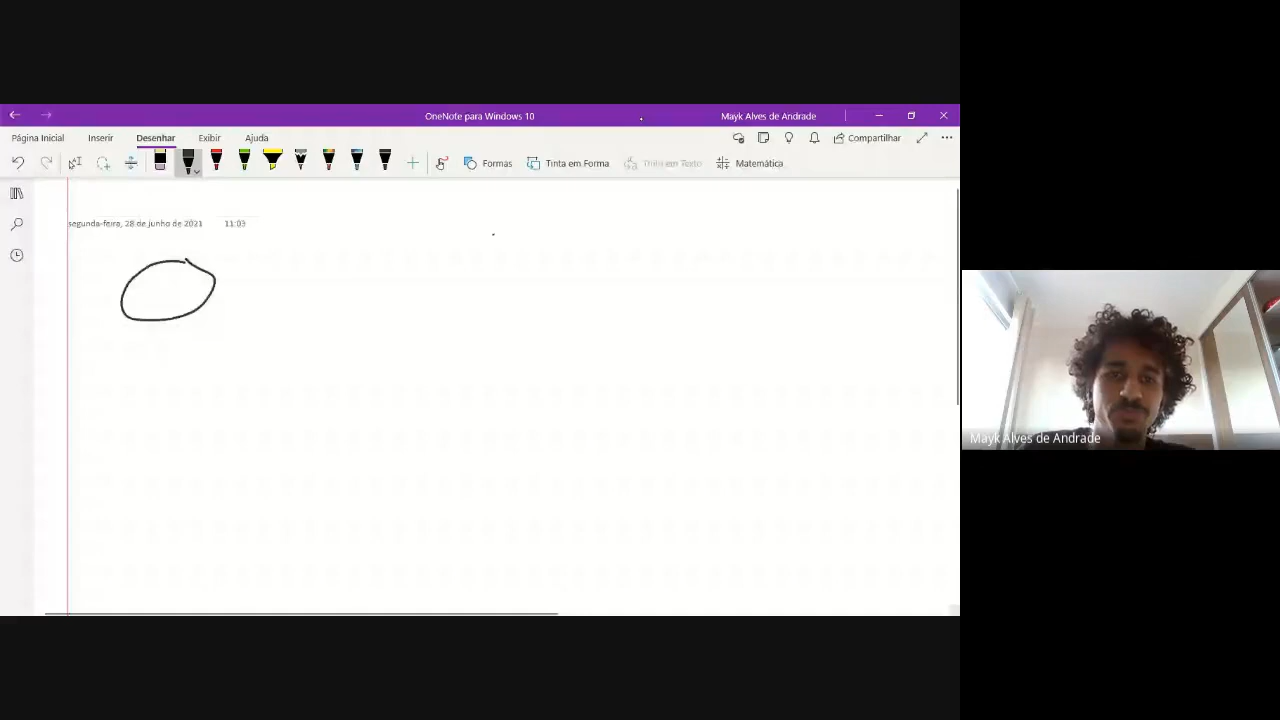 OneNote para Windows 10
Mayk Alves de Andrade
Página Inicial
Inserir
Desenhar
Exibir
Ajuda
Compartilhar
Formas
Tinta em Forma
Tinta em Texto
Matemática
segunda-feira, 28 de junho de 2021
11:03
Mayk Alves de Andrade